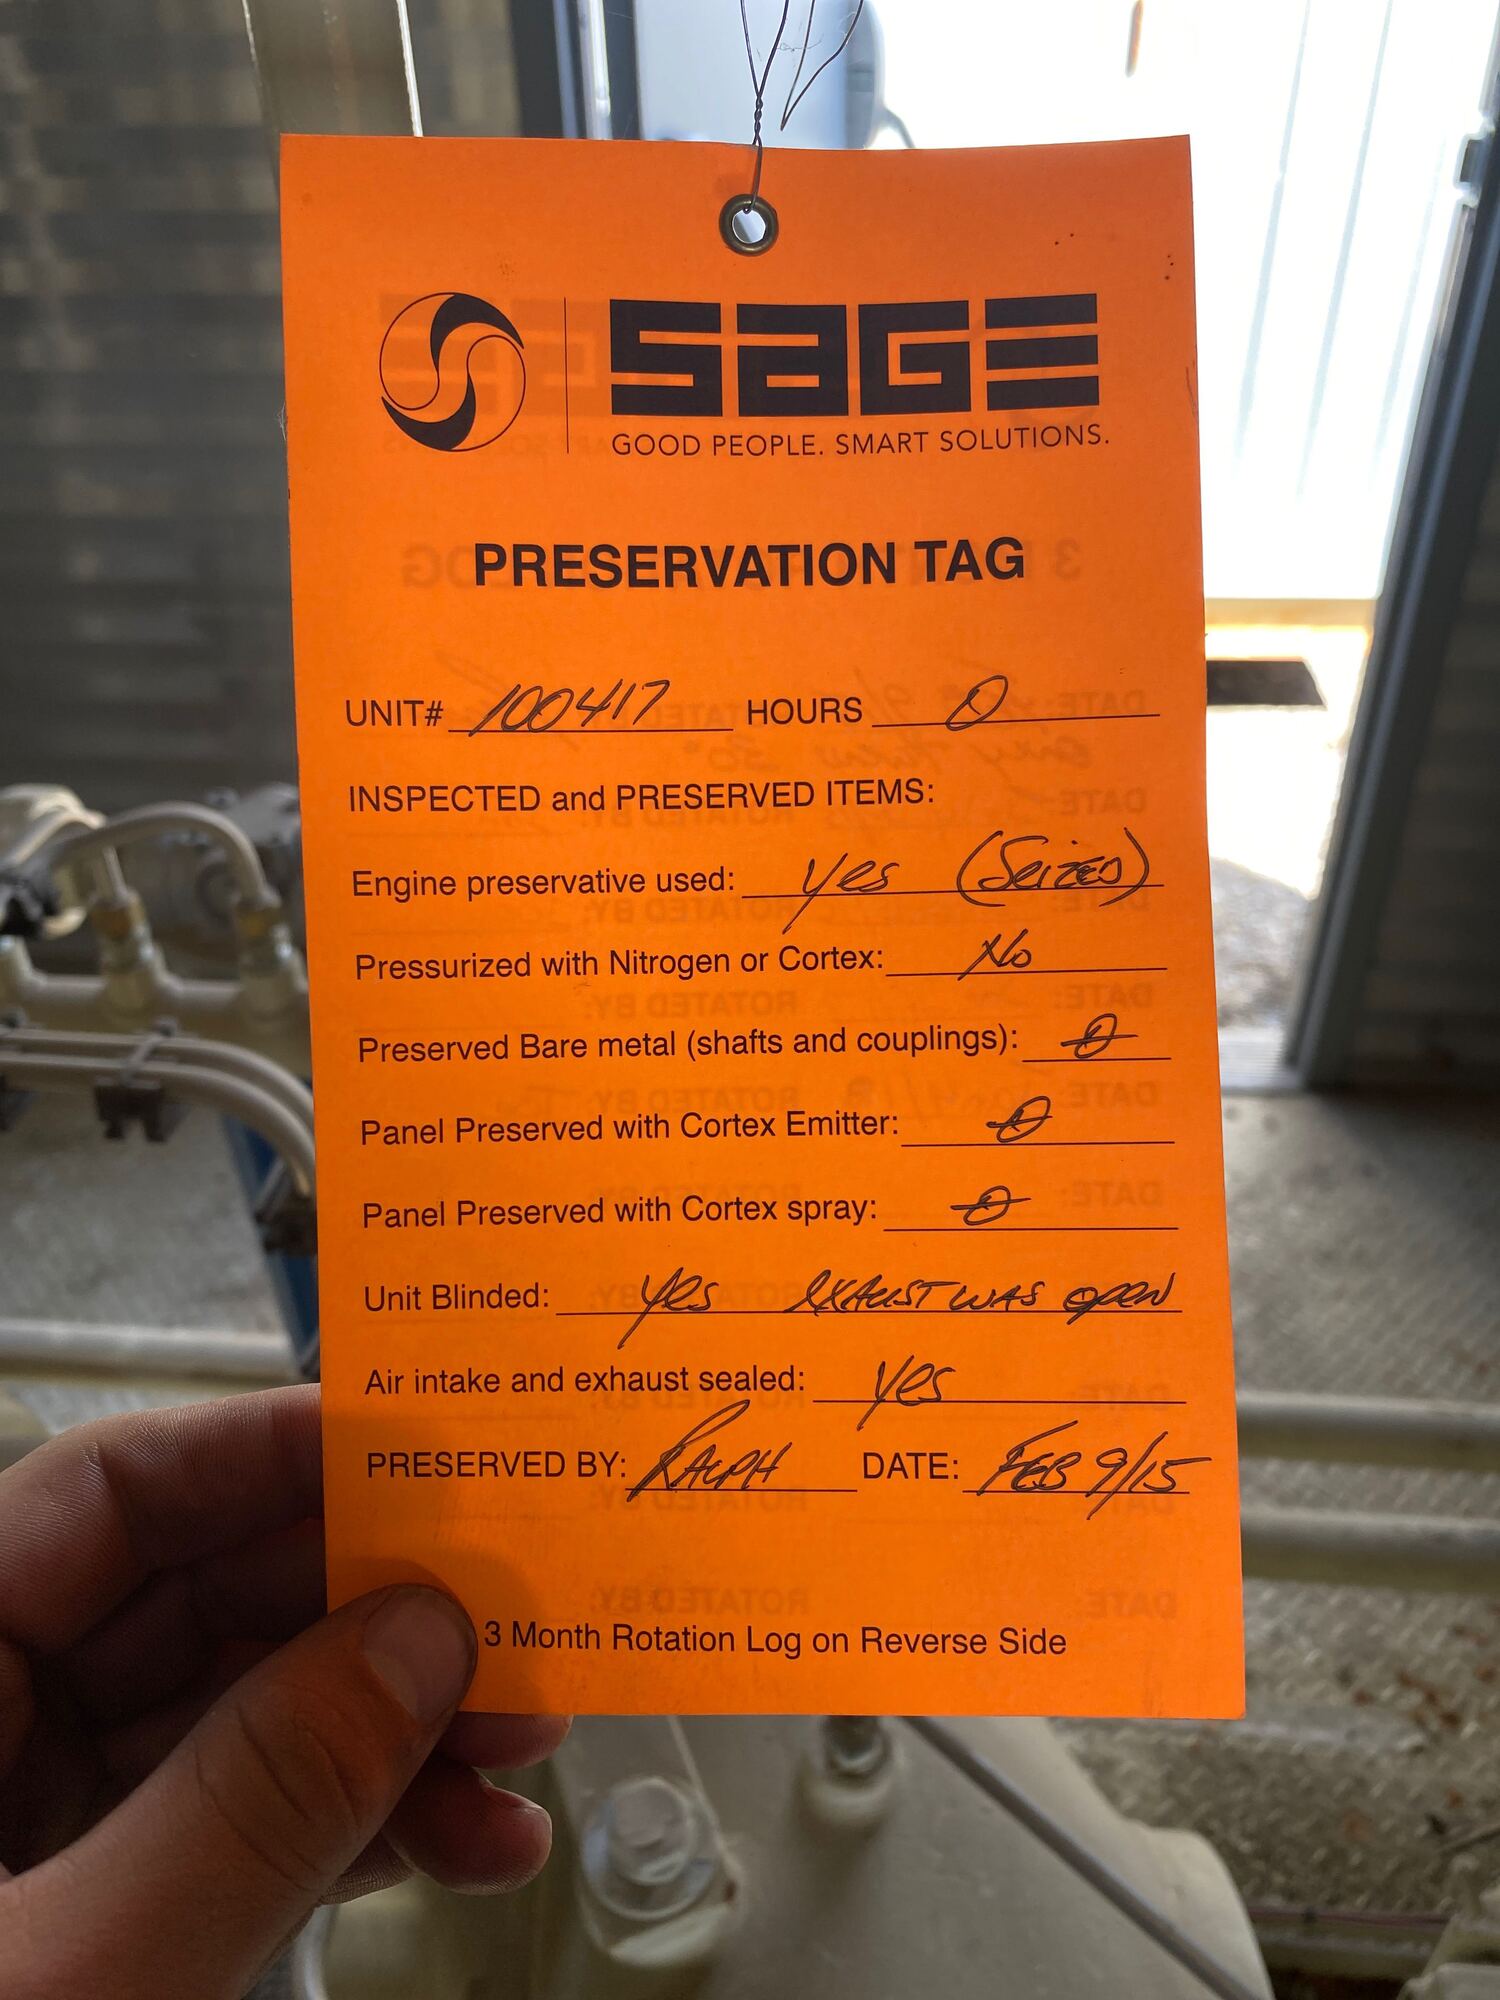 SAGE
GOOD PEOPLE. SMART SOLUTIONS.
PRESERVATION TAG
UNIT# 100417 HOURS 0
INSPECTED and PRESERVED ITEMS:
Engine preservative used: yes (Seized)
Pressurized with Nitrogen or Cortex: No
Preserved Bare metal (shafts and couplings): 0
Panel Preserved with Cortex Emitter: 0
Panel Preserved with Cortex spray: 0
Unit Blinded: yes EXHAUST WAS OPEN
Air intake and exhaust sealed: yes
PRESERVED BY: RALPH DATE: FEB 9/15
3 Month Rotation Log on Reverse Side